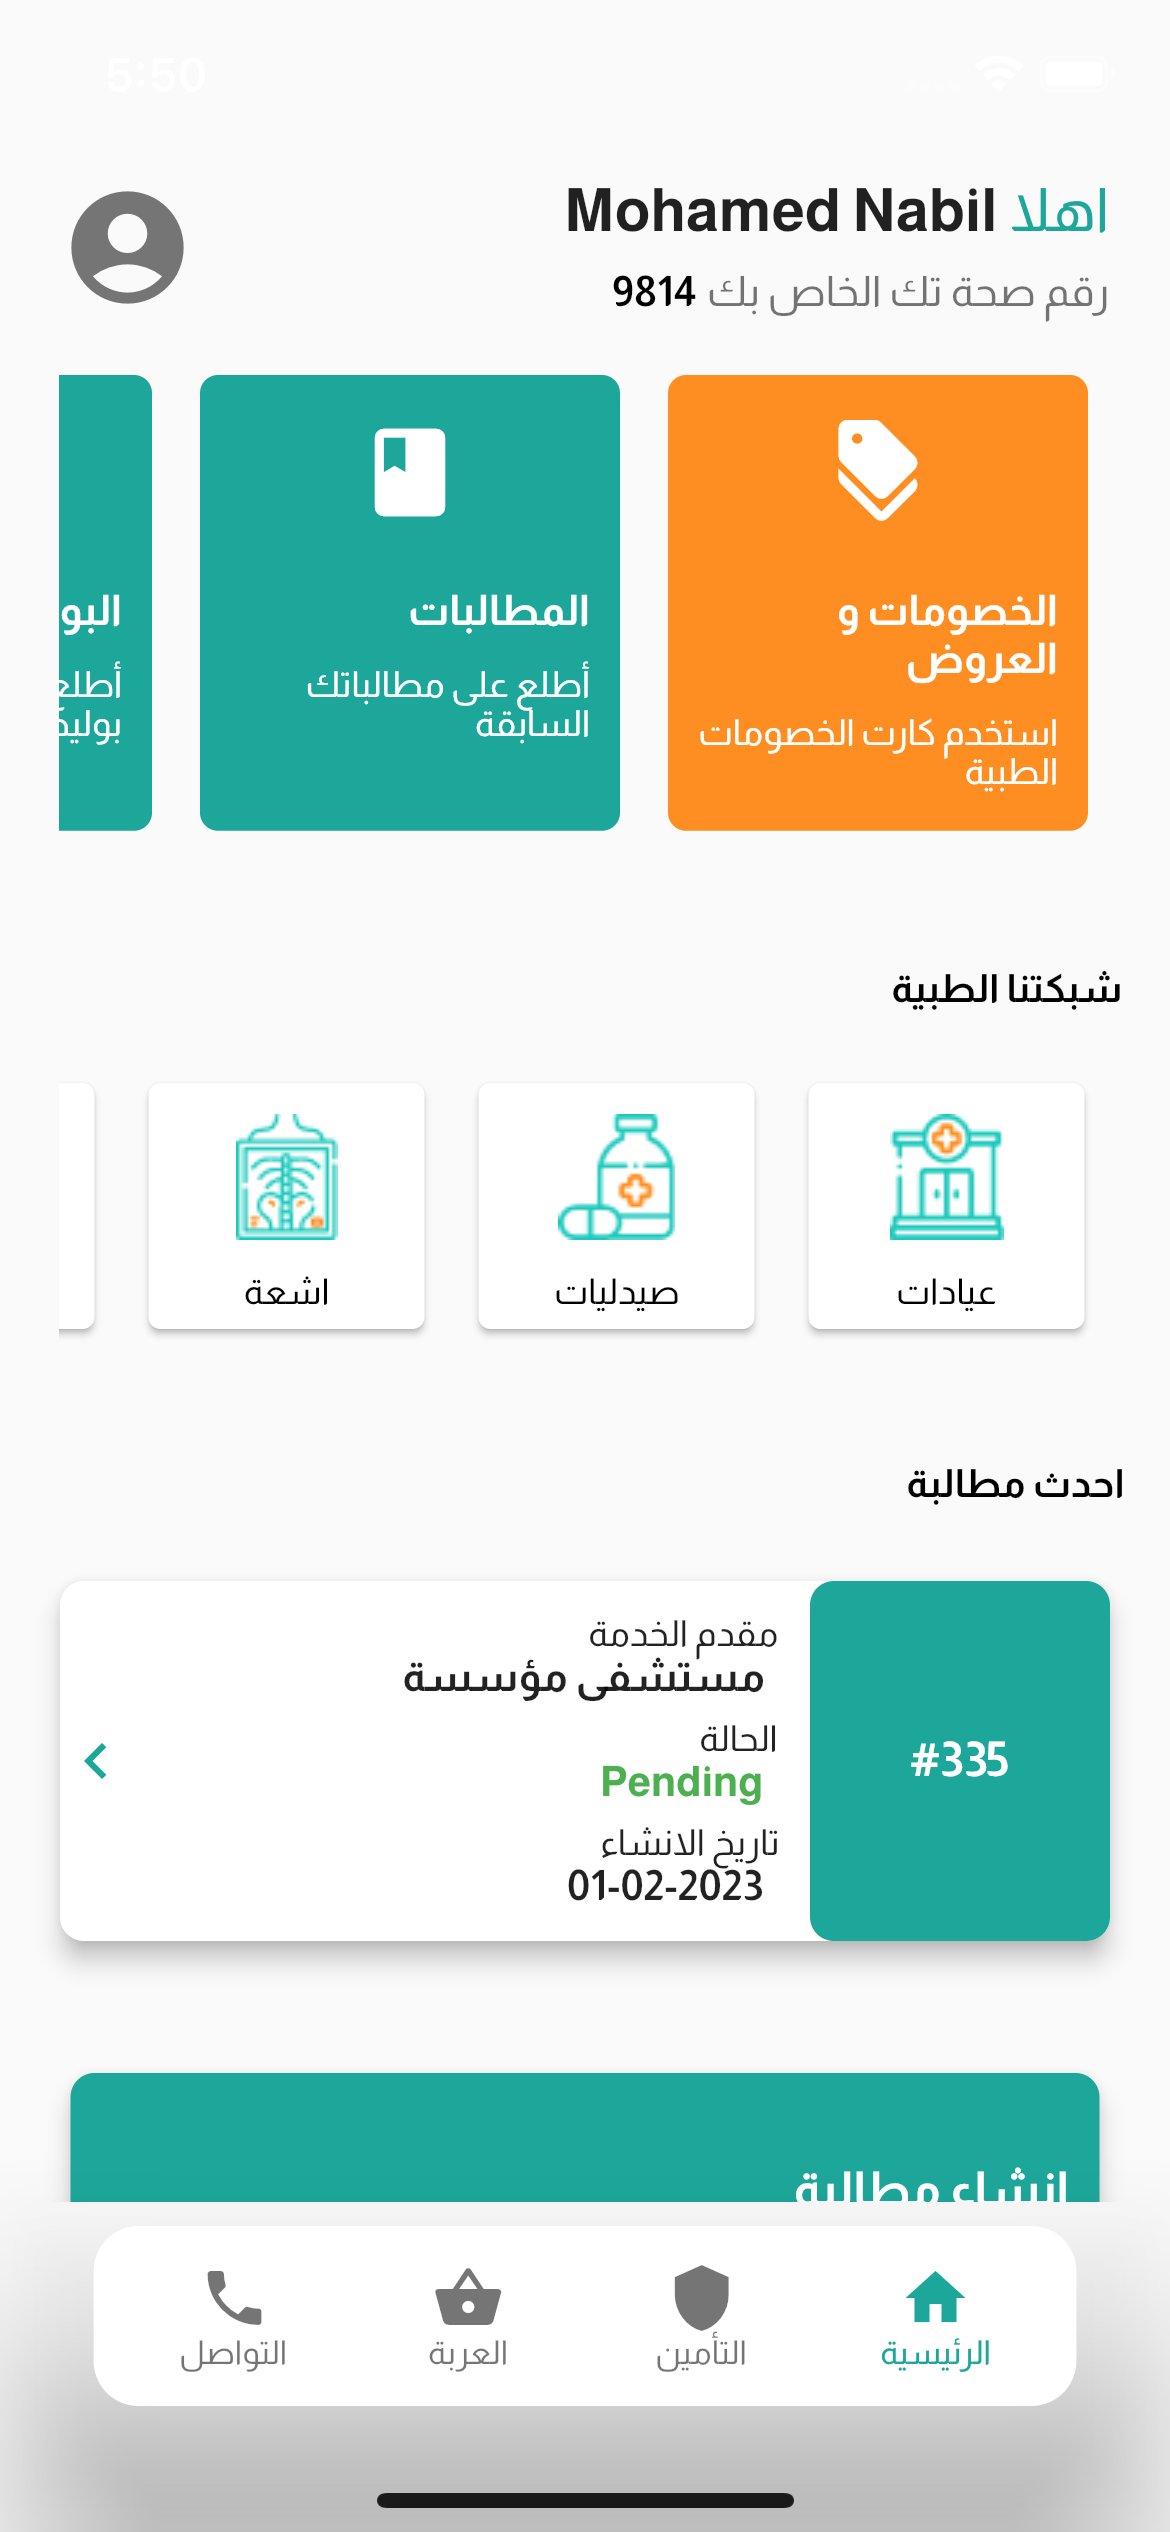 5:50
اهلا Mohamed Nabil
رقم صحة تك الخاص بك 9814
الخصومات و
العروض
استخدم كارت الخصومات
الطبية
المطالبات
أطلع على مطالباتك
السابقة
البو
أطلع
شبكتنا الطبية
عيادات
صيدليات
اشعة
احدث مطالبة
#335
مقدم الخدمة
مستشفى مؤسسة
الحالة
Pending
تاريخ الانشاء
01-02-2023
انشاء مطالبة
الرئيسية
التأمين
العربة
التواصل